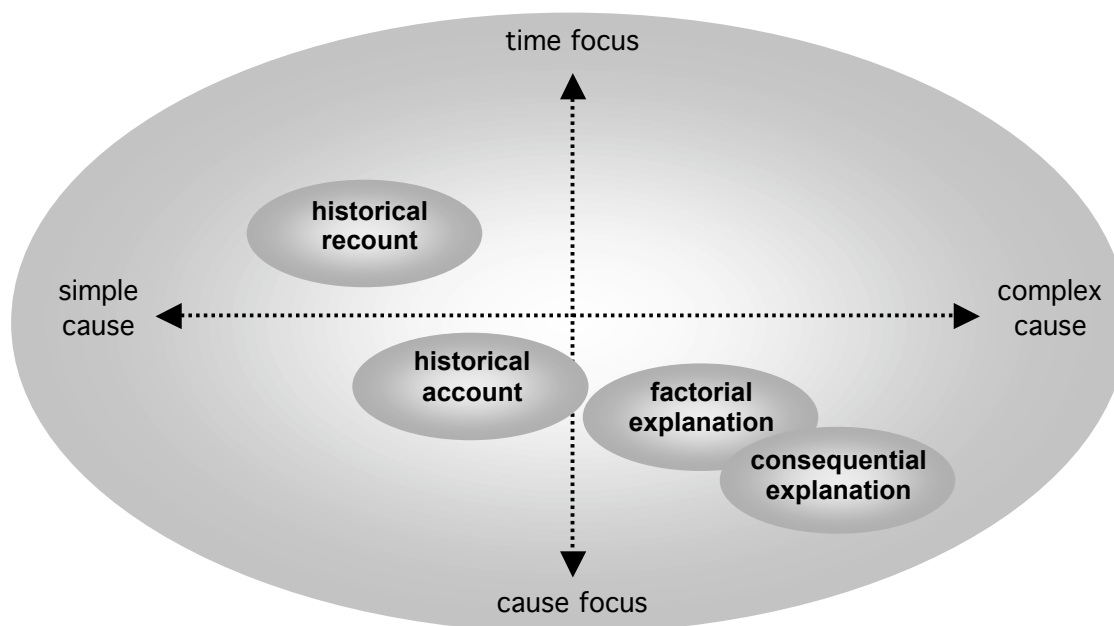 time focus
historical
recount
simple
cause
complex
cause
historical
account
factorial
explanation
consequential
explanation
cause focus